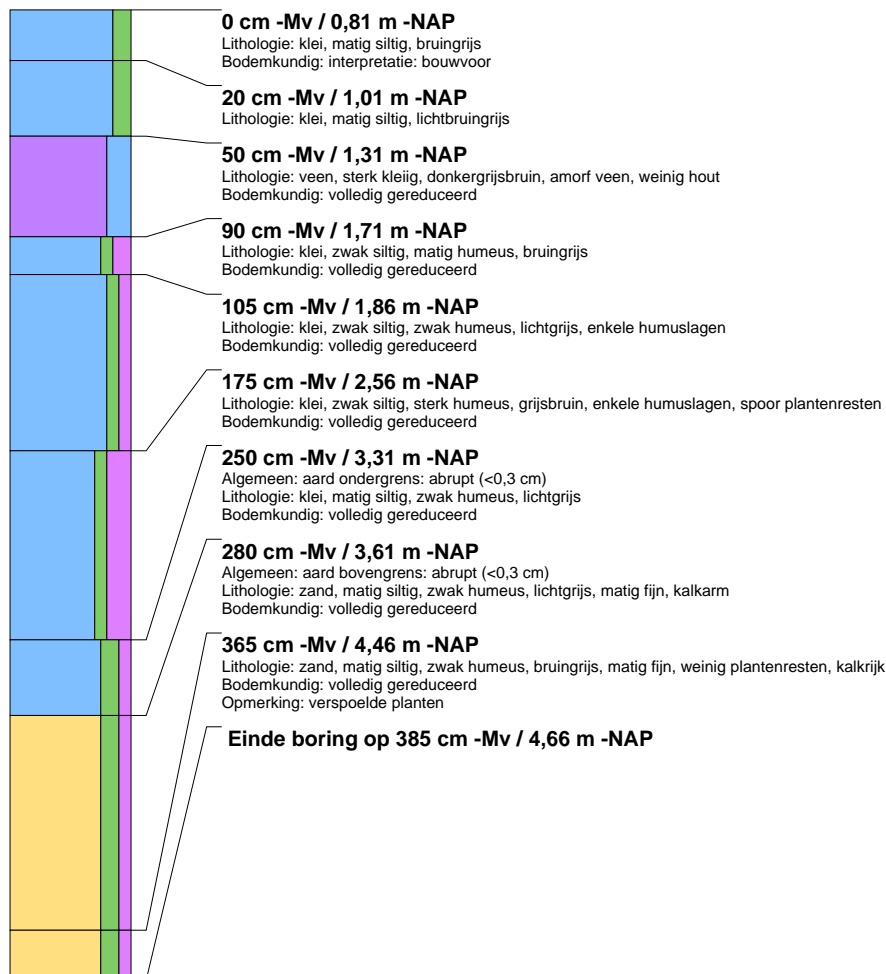 0 cm -Mv / 0,81 m -NAP
Lithologie: klei, matig siltig, bruingrijs
Bodemkundig: interpretatie: bouwvoor
20 cm -Mv / 1,01 m -NAP
Lithologie: klei, matig siltig, lichtbruingrijs
50 cm -Mv / 1,31 m -NAP
Lithologie: veen, sterk kleiig, donkergrijsbruin, amorf veen, weinig hout
Bodemkundig: volledig gereduceerd
90 cm -Mv / 1,71 m -NAP
Lithologie: klei, zwak siltig, matig humeus, bruingrijs
Bodemkundig: volledig gereduceerd
105 cm -Mv / 1,86 m -NAP
Lithologie: klei, zwak siltig, zwak humeus, lichtgrijs, enkele humuslagen
Bodemkundig: volledig gereduceerd
175 cm -Mv / 2,56 m -NAP
Lithologie: klei, zwak siltig, sterk humeus, grijsbruin, enkele humuslagen, spoor plantenresten
Bodemkundig: volledig gereduceerd
250 cm -Mv / 3,31 m -NAP
Algemeen: aard ondergrens: abrupt (<0,3 cm)
Lithologie: klei, matig siltig, zwak humeus, lichtgrijs
Bodemkundig: volledig gereduceerd
280 cm -Mv / 3,61 m -NAP
Algemeen: aard bovengrens: abrupt (<0,3 cm)
Lithologie: zand, matig siltig, zwak humeus, lichtgrijs, matig fijn, kalkarm
Bodemkundig: volledig gereduceerd
365 cm -Mv / 4,46 m -NAP
Lithologie: zand, matig siltig, zwak humeus, bruingrijs, matig fijn, weinig plantenresten, kalkrijk
Bodemkundig: volledig gereduceerd
Opmerking: verspoelde planten
Einde boring op 385 cm -Mv / 4,66 m -NAP